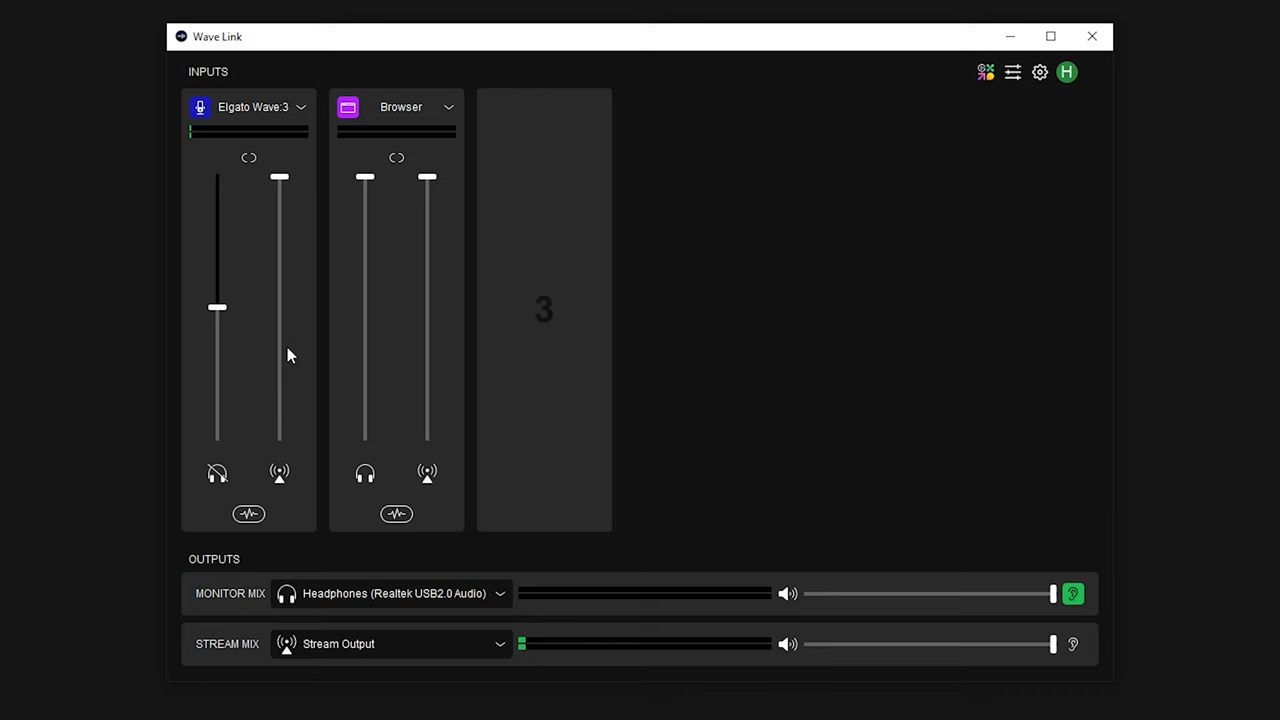 Wave Link
INPUTS
H
Elgato Wave:3
Browser
3
OUTPUTS
MONITOR MIX
Headphones (Realtek USB2.0 Audio)
STREAM MIX
Stream Output